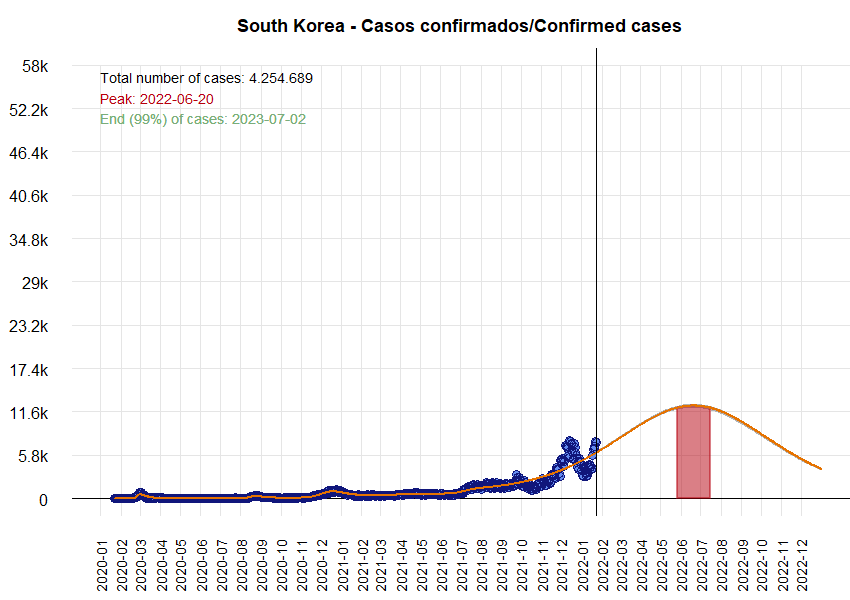 South Korea - Casos confirmados/Confirmed cases
58k
Total number of cases: 4.254.689
Peak: 2022-06-20
End (99%) of cases: 2023-07-02
52.2k
46.4k
40.6k
34.8k
29k
23.2k
17.4k
11.6k
5.8k
0
2020-01
2020-02
2020-03
2020-04
2020-05
2020-06
2020-07
2020-08
2020-09
2020-10
2020-11
2020-12
2021-01
2021-02
2021-03
2021-04
2021-05
2021-06
2021-07
2021-08
2021-09
2021-10
2021-11
2021-12
2022-01
2022-02
2022-03
2022-04
2022-05
2022-06
2022-07
2022-08
2022-09
2022-10
2022-11
2022-12